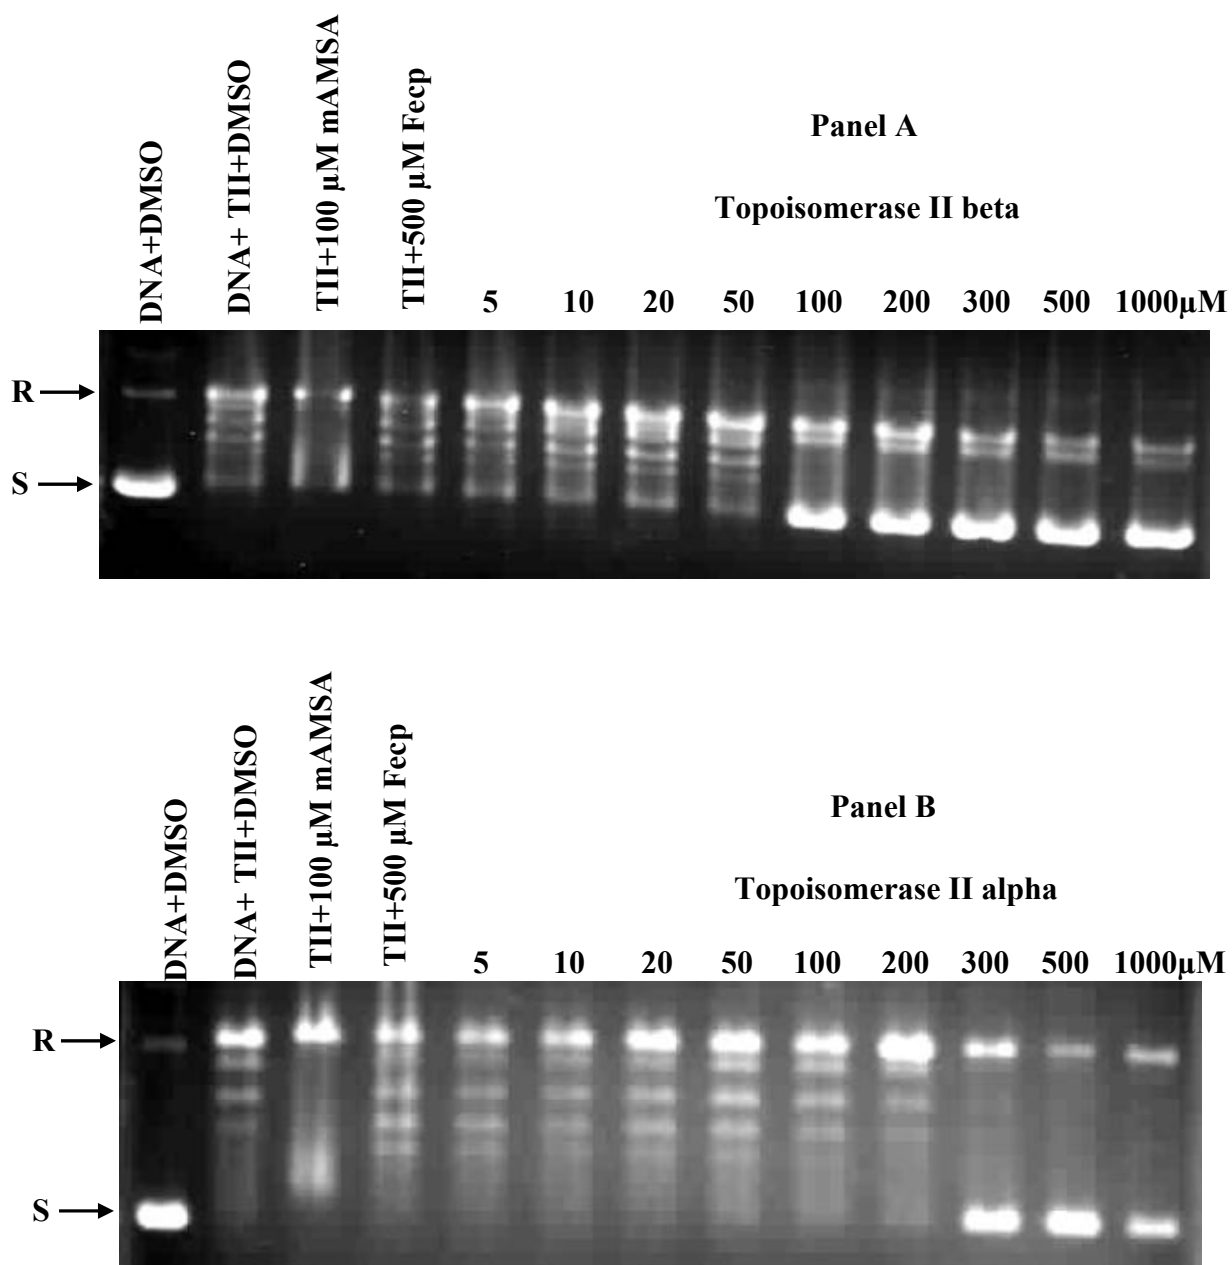 DNA+DMSO
DNA+ TII+DMSO
TII+100 µM mAMSA
TII+500 µM Fecp
Panel A
Topoisomerase II beta
5 10 20 50 100 200 300 500 1000µM
R
S
DNA+DMSO
DNA+ TII+DMSO
TII+100 µM mAMSA
TII+500 µM Fecp
Panel B
Topoisomerase II alpha
5 10 20 50 100 200 300 500 1000µM
R
S